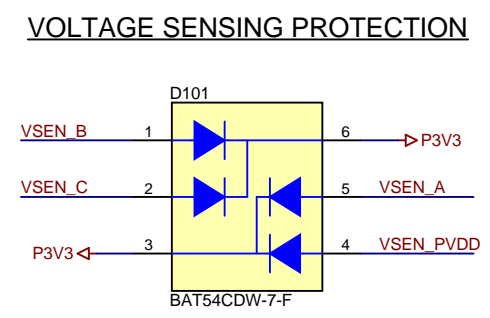 VOLTAGE SENSING PROTECTION
D101
VSEN_B 1 6 P3V3
VSEN_C 2 5 VSEN_A
P3V3 3 4 VSEN_PVDD
BAT54CDW-7-F